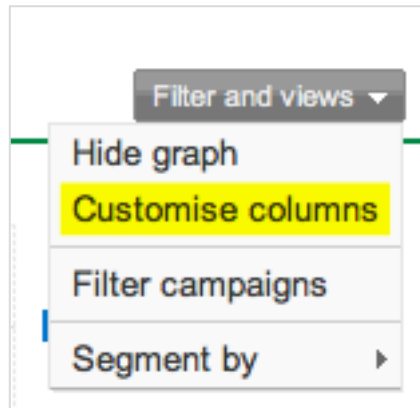 Filter and views
Hide graph
Customise columns
Filter campaigns
Segment by